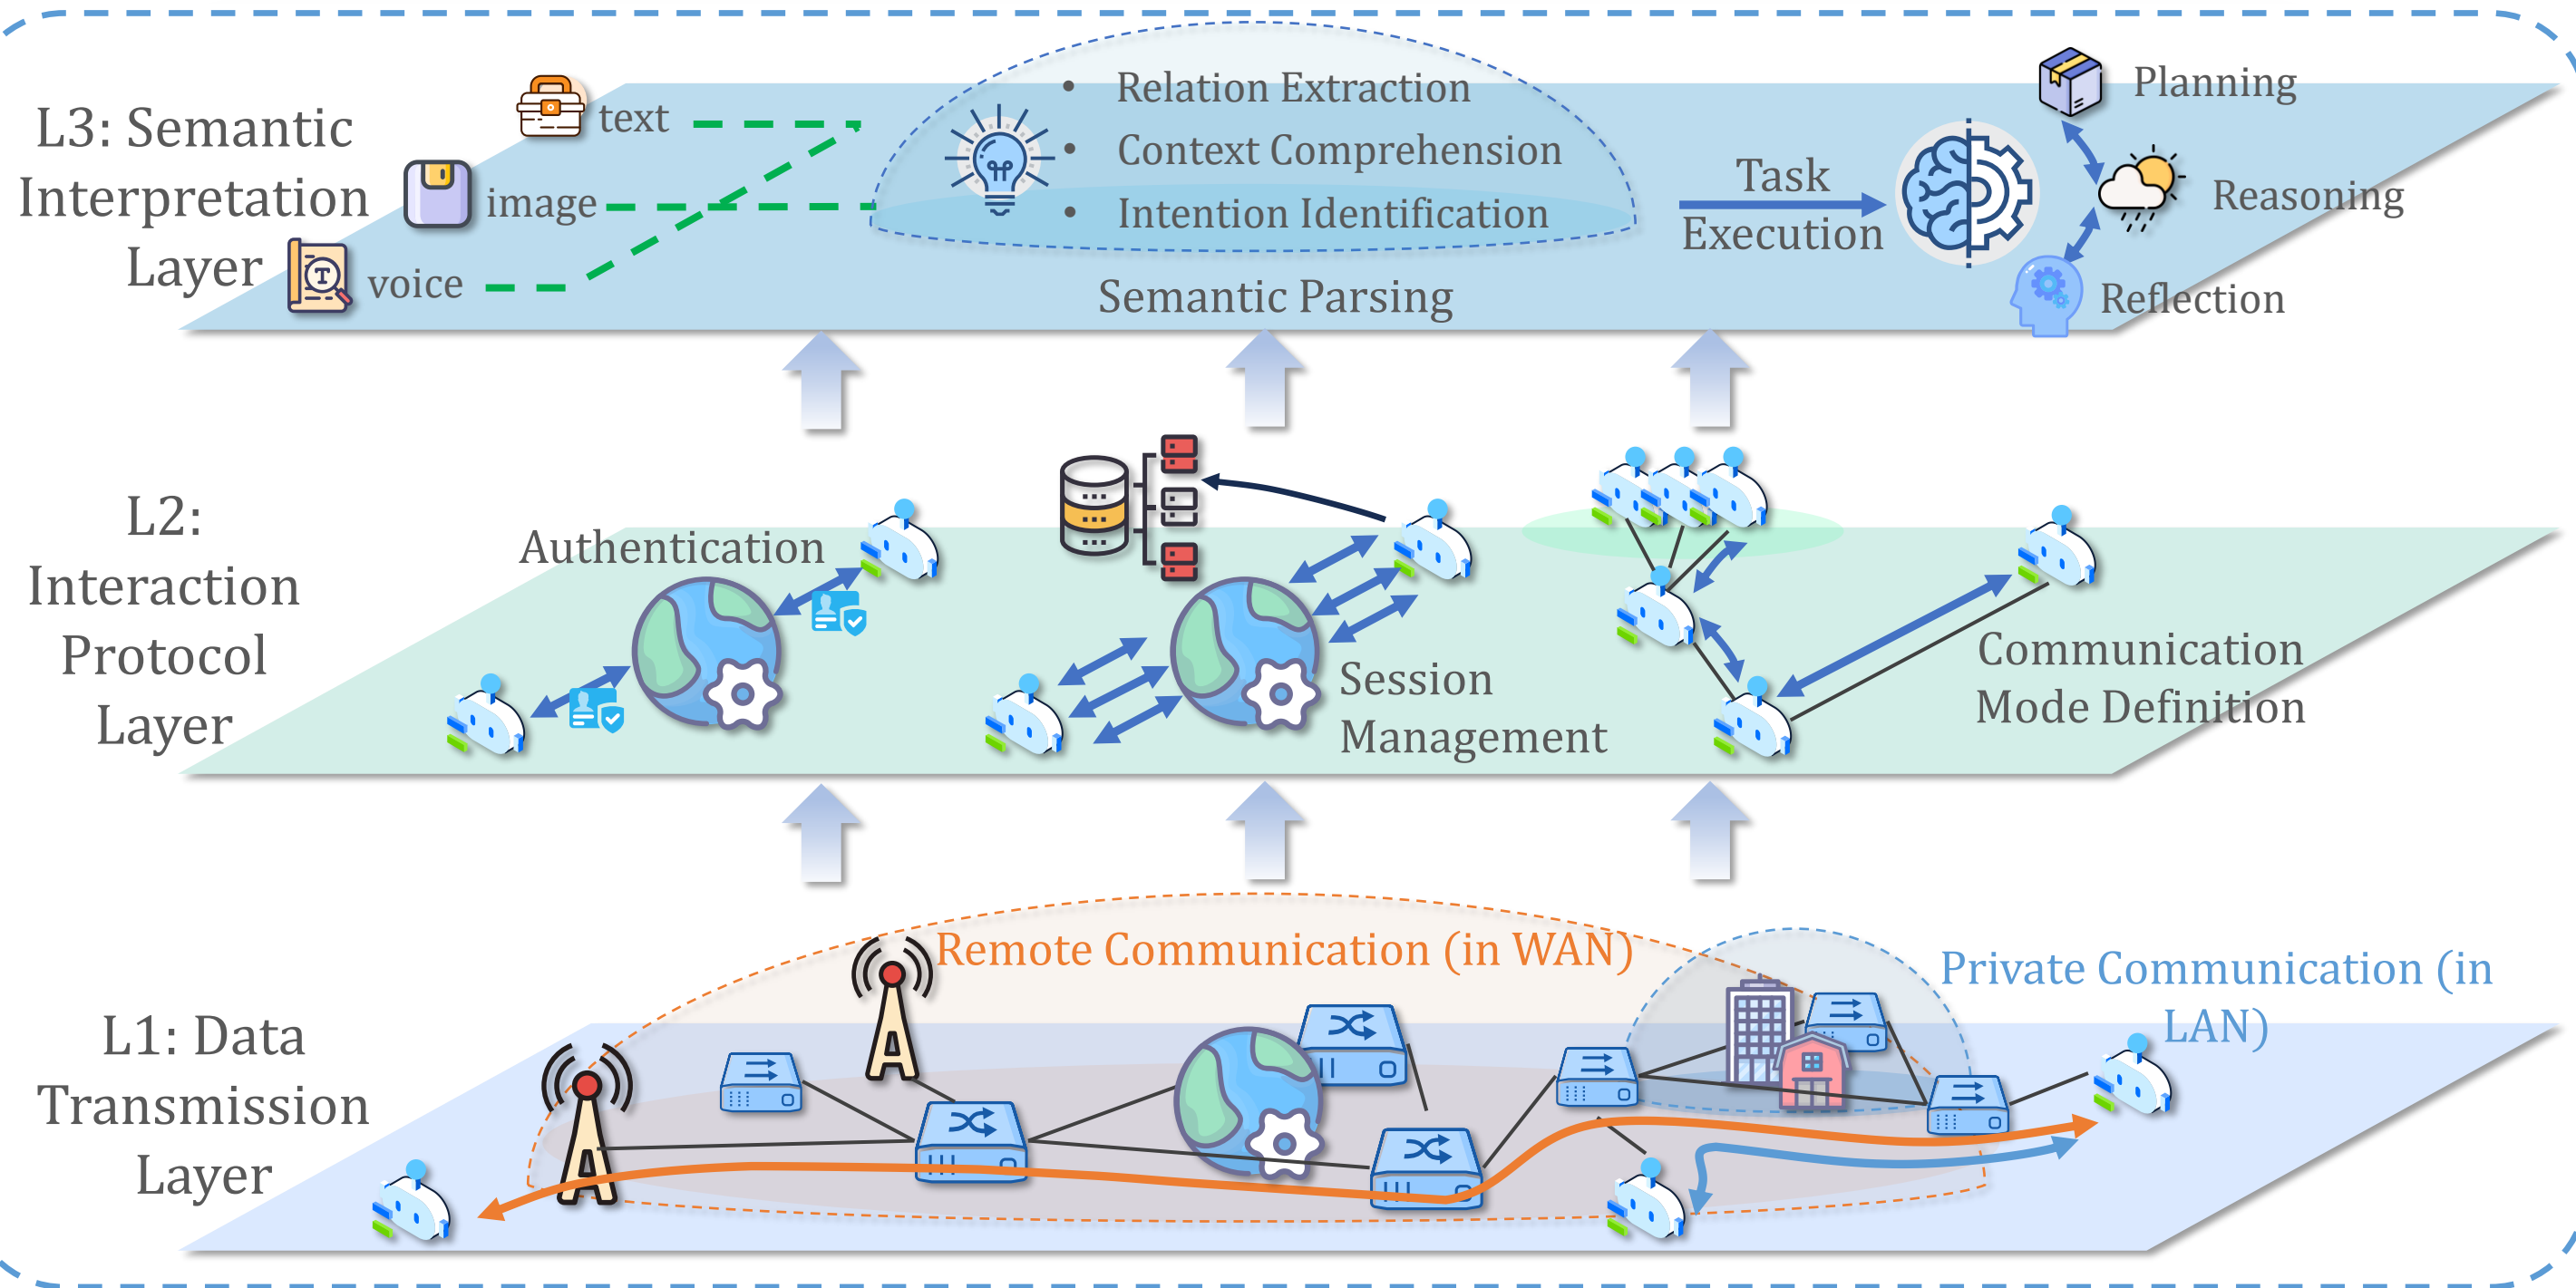 L3: Semantic
Interpretation
Layer
text
image
voice
• Relation Extraction
• Context Comprehension
• Intention Identification
Semantic Parsing
Task
Execution
Planning
Reasoning
Reflection
L2:
Interaction
Protocol
Layer
Authentication
Session
Management
Communication
Mode Definition
L1: Data
Transmission
Layer
Remote Communication (in WAN)
Private Communication (in
LAN)